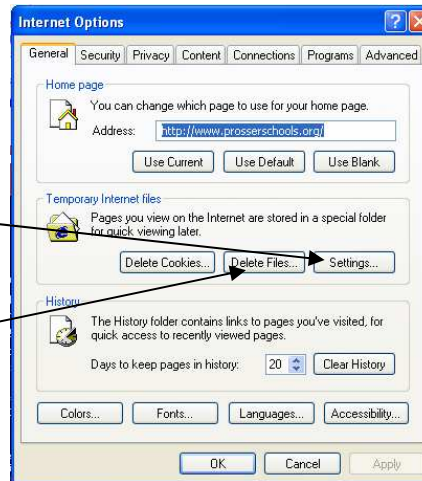 Internet Options
General Security Privacy Content Connections Programs Advanced
Home page
You can change which page to use for your home page.
Address: http://www.prosserschools.org/
Use Current Use Default Use Blank
Temporary Internet files
Pages you view on the Internet are stored in a special folder
for quick viewing later.
Delete Cookies... Delete Files... Settings...
History
The History folder contains links to pages you've visited, for
quick access to recently viewed pages.
Days to keep pages in history: 20 Clear History
Colors... Fonts... Languages... Accessibility...
OK Cancel Apply